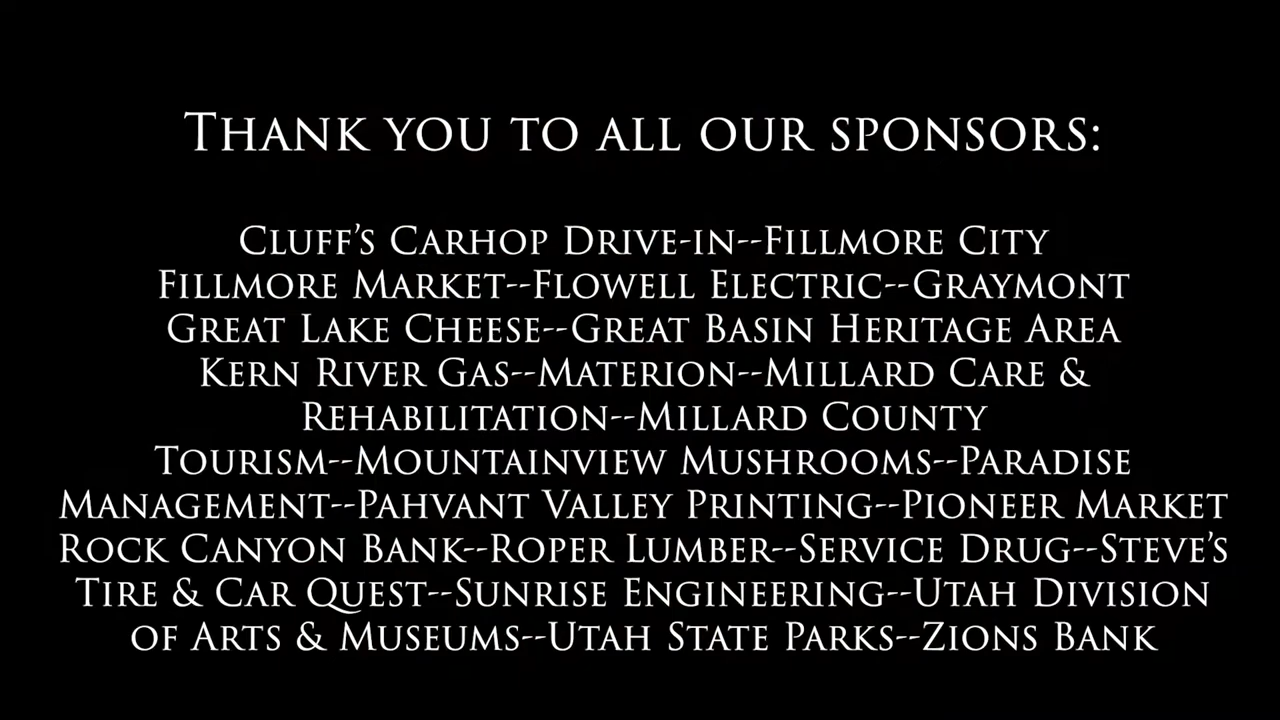 Thank you to all our sponsors:
Cluff's Carhop Drive-in--Fillmore City
Fillmore Market--Flowell Electric--Graymont
Great Lake Cheese--Great Basin Heritage Area
Kern River Gas--Materion--Millard Care &
Rehabilitation--Millard County
Tourism--Mountainview Mushrooms--Paradise
Management--Pahvant Valley Printing--Pioneer Market
Rock Canyon Bank--Roper Lumber--Service Drug--Steve's
Tire & Car Quest--Sunrise Engineering--Utah Division
of Arts & Museums--Utah State Parks--Zions Bank